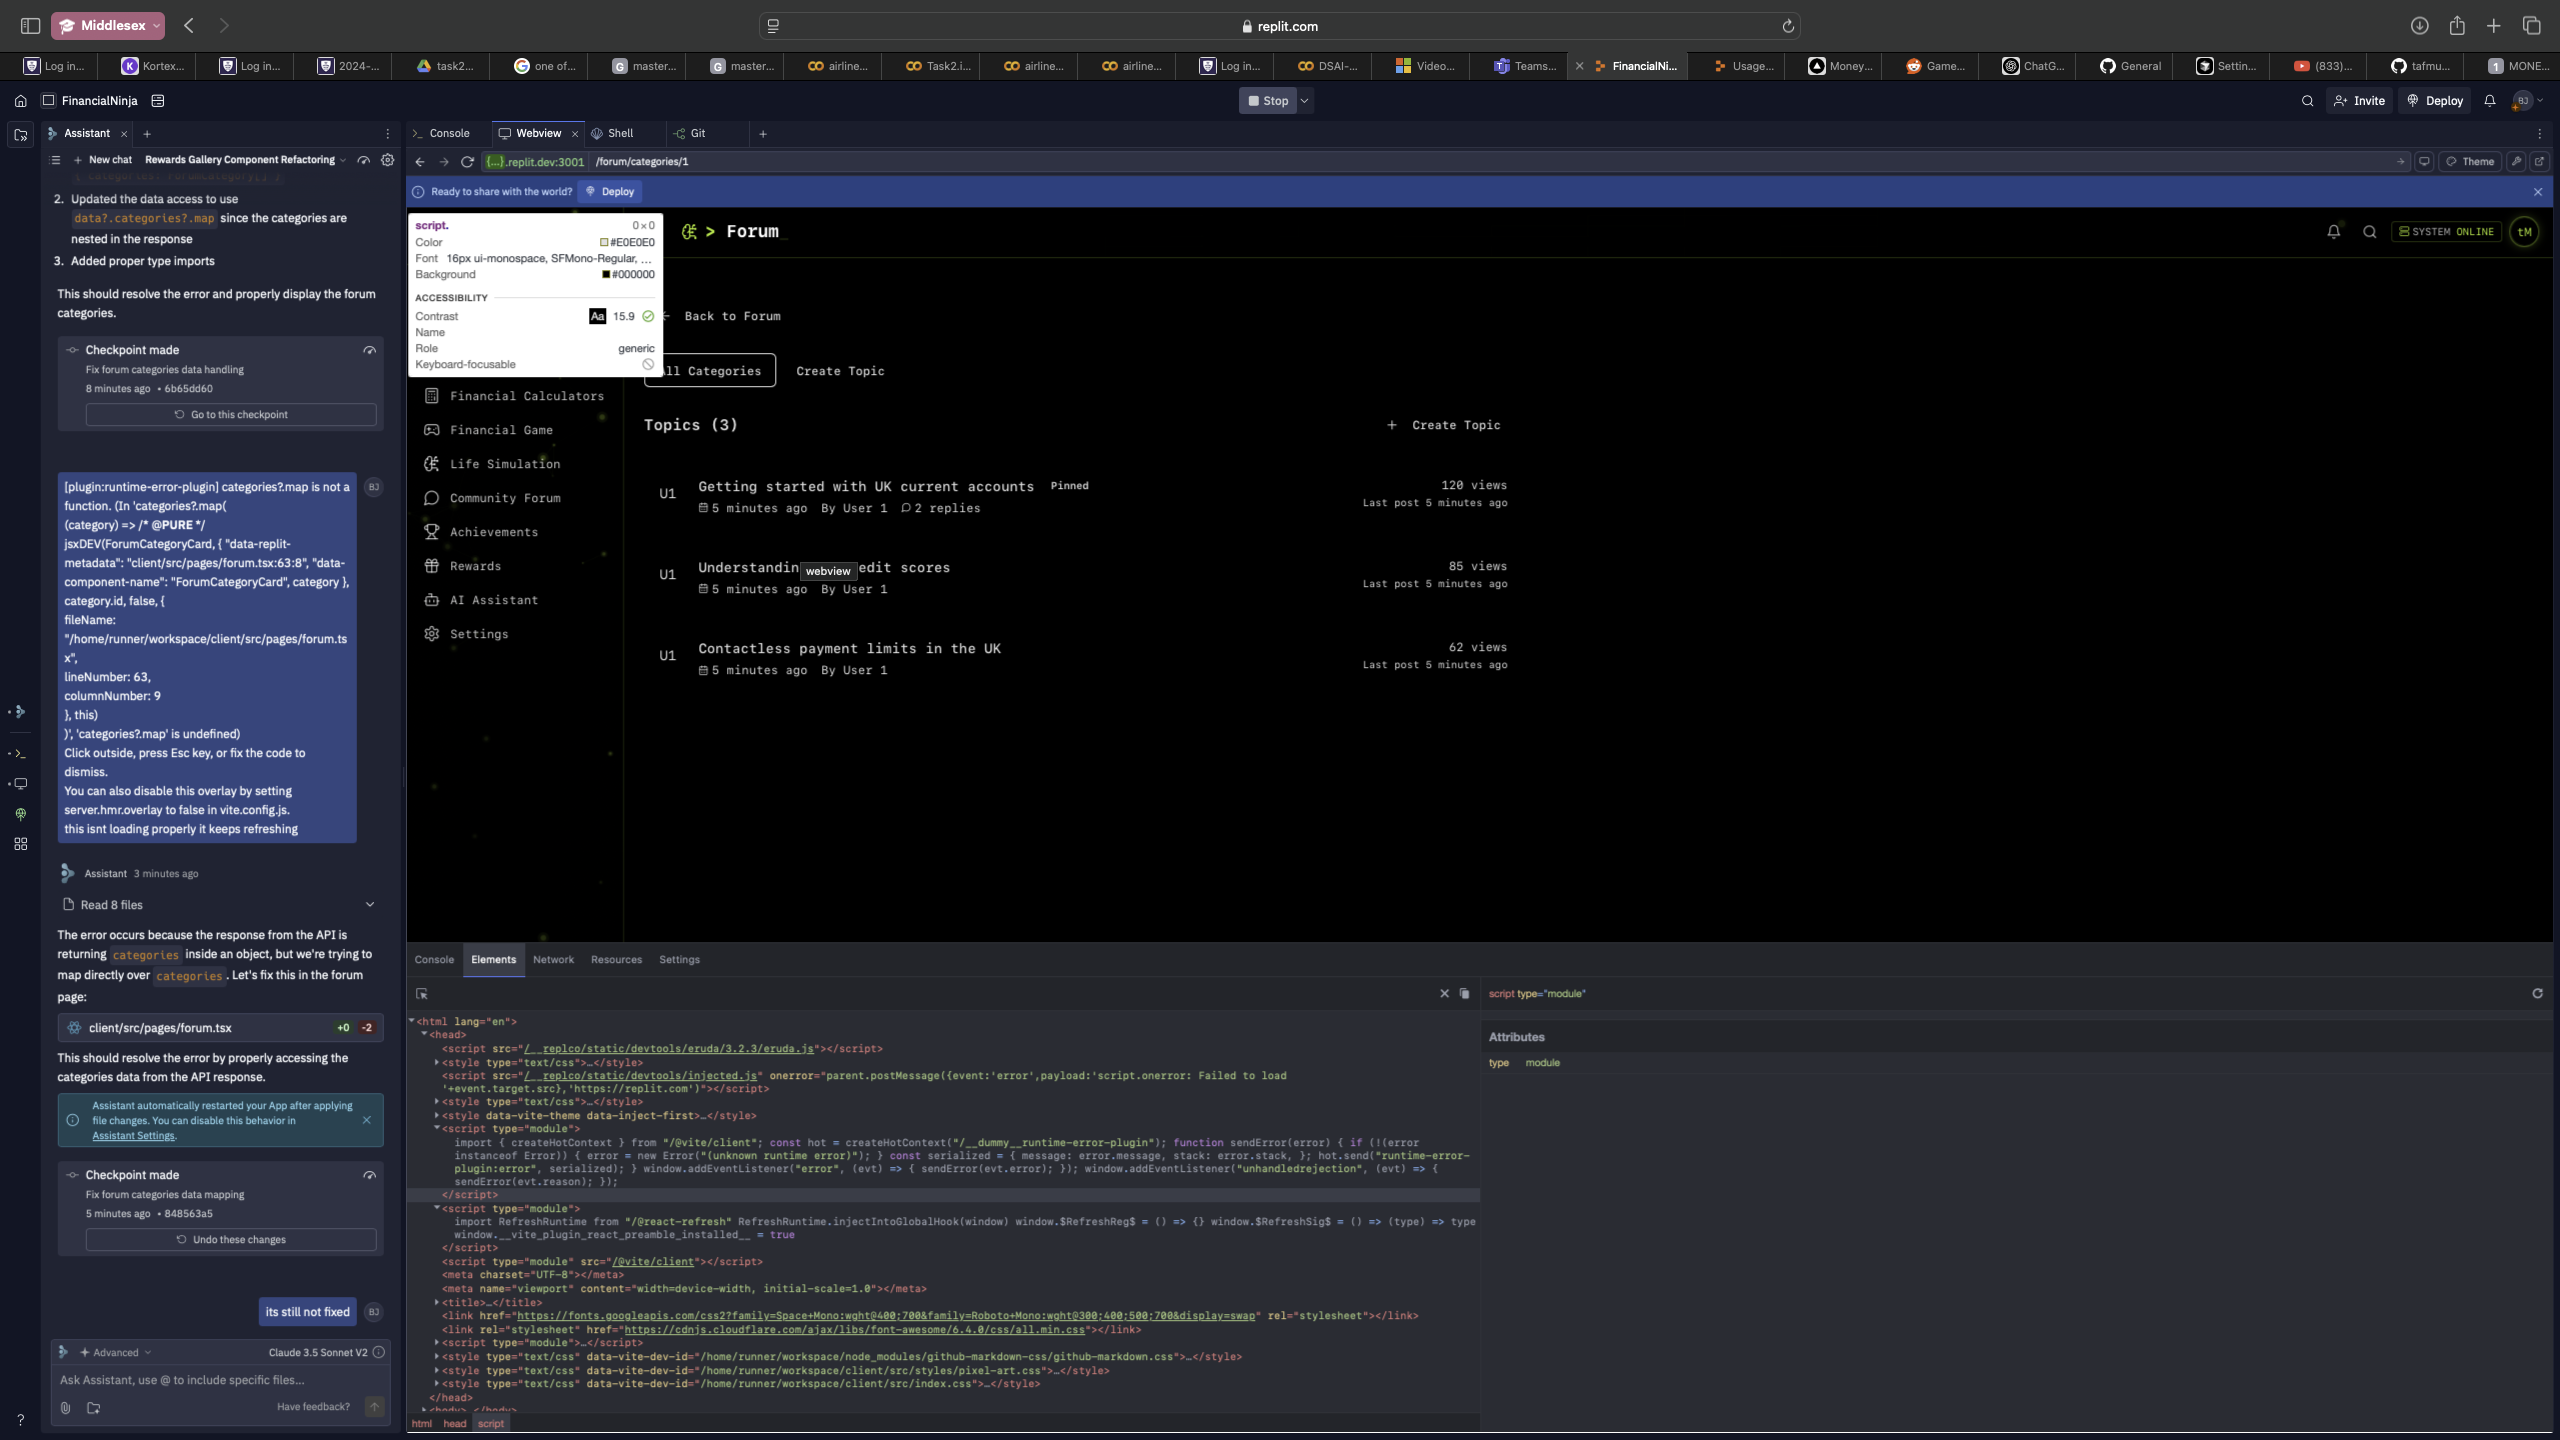 Middlesex
replit.com
Log in...
Kortex...
Log in...
2024-...
task2...
one of...
master...
master...
airline...
Task2.i...
airline...
airline...
Log in...
DSAI-...
Video...
Teams...
FinancialNi...
Usage...
Money...
Game...
ChatG...
General
Settin...
(833)...
tafmu...
MONE...
FinancialNinja
Stop
Invite
Deploy
BJ
Assistant
Console
Webview
Shell
Git
New chat
Rewards Gallery Component Refactoring
{...}.replit.dev:3001
/forum/categories/1
Theme
Ready to share with the world?
Deploy
2. Updated the data access to use
data?.categories?.map since the categories are
nested in the response
3. Added proper type imports
This should resolve the error and properly display the forum
categories.
Checkpoint made
Fix forum categories data handling
8 minutes ago • 6b65dd60
Go to this checkpoint
[plugin:runtime-error-plugin] categories?.map is not a
function. (In 'categories?.map(
(category) => /* @PURE */
jsxDEV(ForumCategoryCard, { "data-replit-
metadata": "client/src/pages/forum.tsx:63:8", "data-
component-name": "ForumCategoryCard", category },
category.id, false, {
fileName:
"/home/runner/workspace/client/src/pages/forum.ts
x",
lineNumber: 63,
columnNumber: 9
}, this)
)', 'categories?.map' is undefined)
Click outside, press Esc key, or fix the code to
dismiss.
You can also disable this overlay by setting
server.hmr.overlay to false in vite.config.js.
this isnt loading properly it keeps refreshing
BJ
Assistant 3 minutes ago
Read 8 files
The error occurs because the response from the API is
returning categories inside an object, but we're trying to
map directly over categories . Let's fix this in the forum
page:
client/src/pages/forum.tsx +0 -2
This should resolve the error by properly accessing the
categories data from the API response.
Assistant automatically restarted your App after applying
file changes. You can disable this behavior in
Assistant Settings.
Checkpoint made
Fix forum categories data mapping
5 minutes ago • 848563a5
Undo these changes
its still not fixed
BJ
Advanced
Claude 3.5 Sonnet V2
Ask Assistant, use @ to include specific files...
Have feedback?
script. 0×0
Color #E0E0E0
Font 16px ui-monospace, SFMono-Regular, ...
Background #000000
ACCESSIBILITY
Contrast Aa 15.9
Name
Role generic
Keyboard-focusable
> Forum_
SYSTEM ONLINE
tM
Back to Forum
All Categories
Create Topic
Financial Calculators
Financial Game
Life Simulation
Community Forum
Achievements
Rewards
AI Assistant
Settings
Topics (3)
+ Create Topic
U1
Getting started with UK current accounts Pinned
5 minutes ago By User 1 2 replies
120 views
Last post 5 minutes ago
U1
Understandin edit scores
webview
5 minutes ago By User 1
85 views
Last post 5 minutes ago
U1
Contactless payment limits in the UK
5 minutes ago By User 1
62 views
Last post 5 minutes ago
Console
Elements
Network
Resources
Settings
<html lang="en">
<head>
<script src="/__replco/static/devtools/eruda/3.2.3/eruda.js"></script>
<style type="text/css">…</style>
<script src="/__replco/static/devtools/injected.js" onerror="parent.postMessage({event:'error',payload:'script.onerror: Failed to load
'+event.target.src},'https://replit.com')"></script>
<style type="text/css">…</style>
<style data-vite-theme data-inject-first>…</style>
<script type="module">
import { createHotContext } from "/@vite/client"; const hot = createHotContext("/__dummy__runtime-error-plugin"); function sendError(error) { if (!(error
instanceof Error)) { error = new Error("(unknown runtime error)"); } const serialized = { message: error.message, stack: error.stack, }; hot.send("runtime-error-
plugin:error", serialized); } window.addEventListener("error", (evt) => { sendError(evt.error); }); window.addEventListener("unhandledrejection", (evt) => {
sendError(evt.reason); });
</script>
<script type="module">
import RefreshRuntime from "/@react-refresh" RefreshRuntime.injectIntoGlobalHook(window) window.$RefreshReg$ = () => {} window.$RefreshSig$ = () => (type) => type
window.__vite_plugin_react_preamble_installed__ = true
</script>
<script type="module" src="/@vite/client"></script>
<meta charset="UTF-8"></meta>
<meta name="viewport" content="width=device-width, initial-scale=1.0"></meta>
<title>…</title>
<link href="https://fonts.googleapis.com/css2?family=Space+Mono:wght@400;700&family=Roboto+Mono:wght@300;400;500;700&display=swap" rel="stylesheet"></link>
<link rel="stylesheet" href="https://cdnjs.cloudflare.com/ajax/libs/font-awesome/6.4.0/css/all.min.css"></link>
<script type="module">…</script>
<style type="text/css" data-vite-dev-id="/home/runner/workspace/node_modules/github-markdown-css/github-markdown.css">…</style>
<style type="text/css" data-vite-dev-id="/home/runner/workspace/client/src/styles/pixel-art.css">…</style>
<style type="text/css" data-vite-dev-id="/home/runner/workspace/client/src/index.css">…</style>
</head>
html head script
script type="module"
Attributes
type module